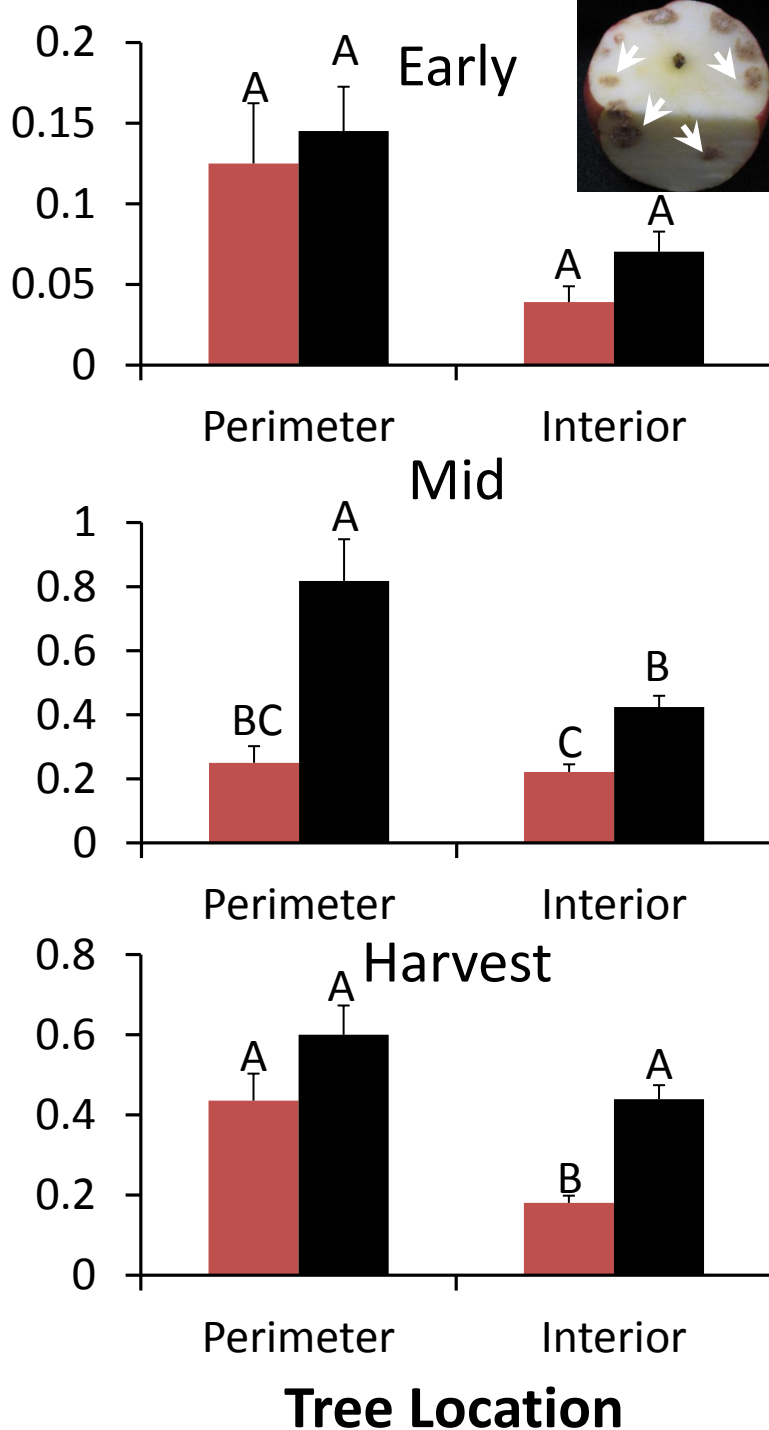 Early
0.2
0.15
0.1
0.05
0
A A A A
Perimeter Interior
Mid
1
0.8
0.6
0.4
0.2
0
BC A C B
Perimeter Interior
Harvest
0.8
0.6
0.4
0.2
0
A A B A
Perimeter Interior
Tree Location